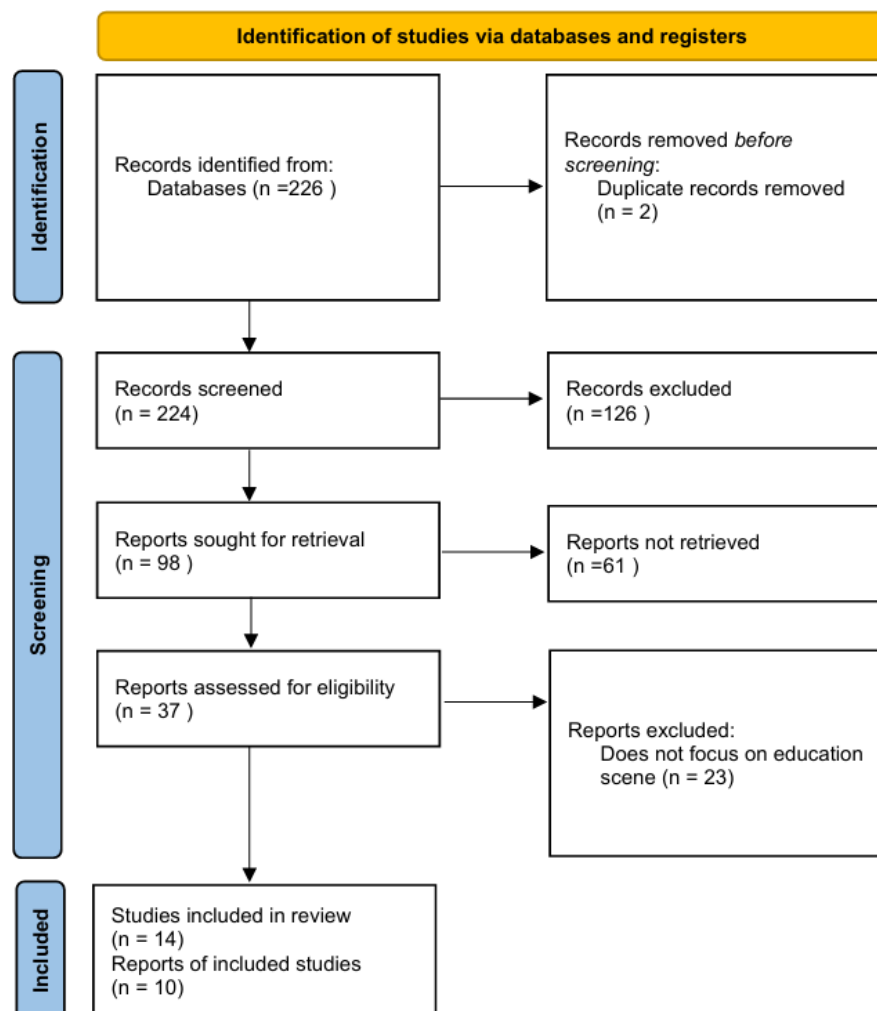 Identification of studies via databases and registers
Identification
Records identified from:
Databases (n =226 )
Records removed before
screening:
Duplicate records removed
(n = 2)
Screening
Records screened
(n = 224)
Records excluded
(n =126 )
Reports sought for retrieval
(n = 98 )
Reports not retrieved
(n =61 )
Reports assessed for eligibility
(n = 37 )
Reports excluded:
Does not focus on education
scene (n = 23)
Included
Studies included in review
(n = 14)
Reports of included studies
(n = 10)